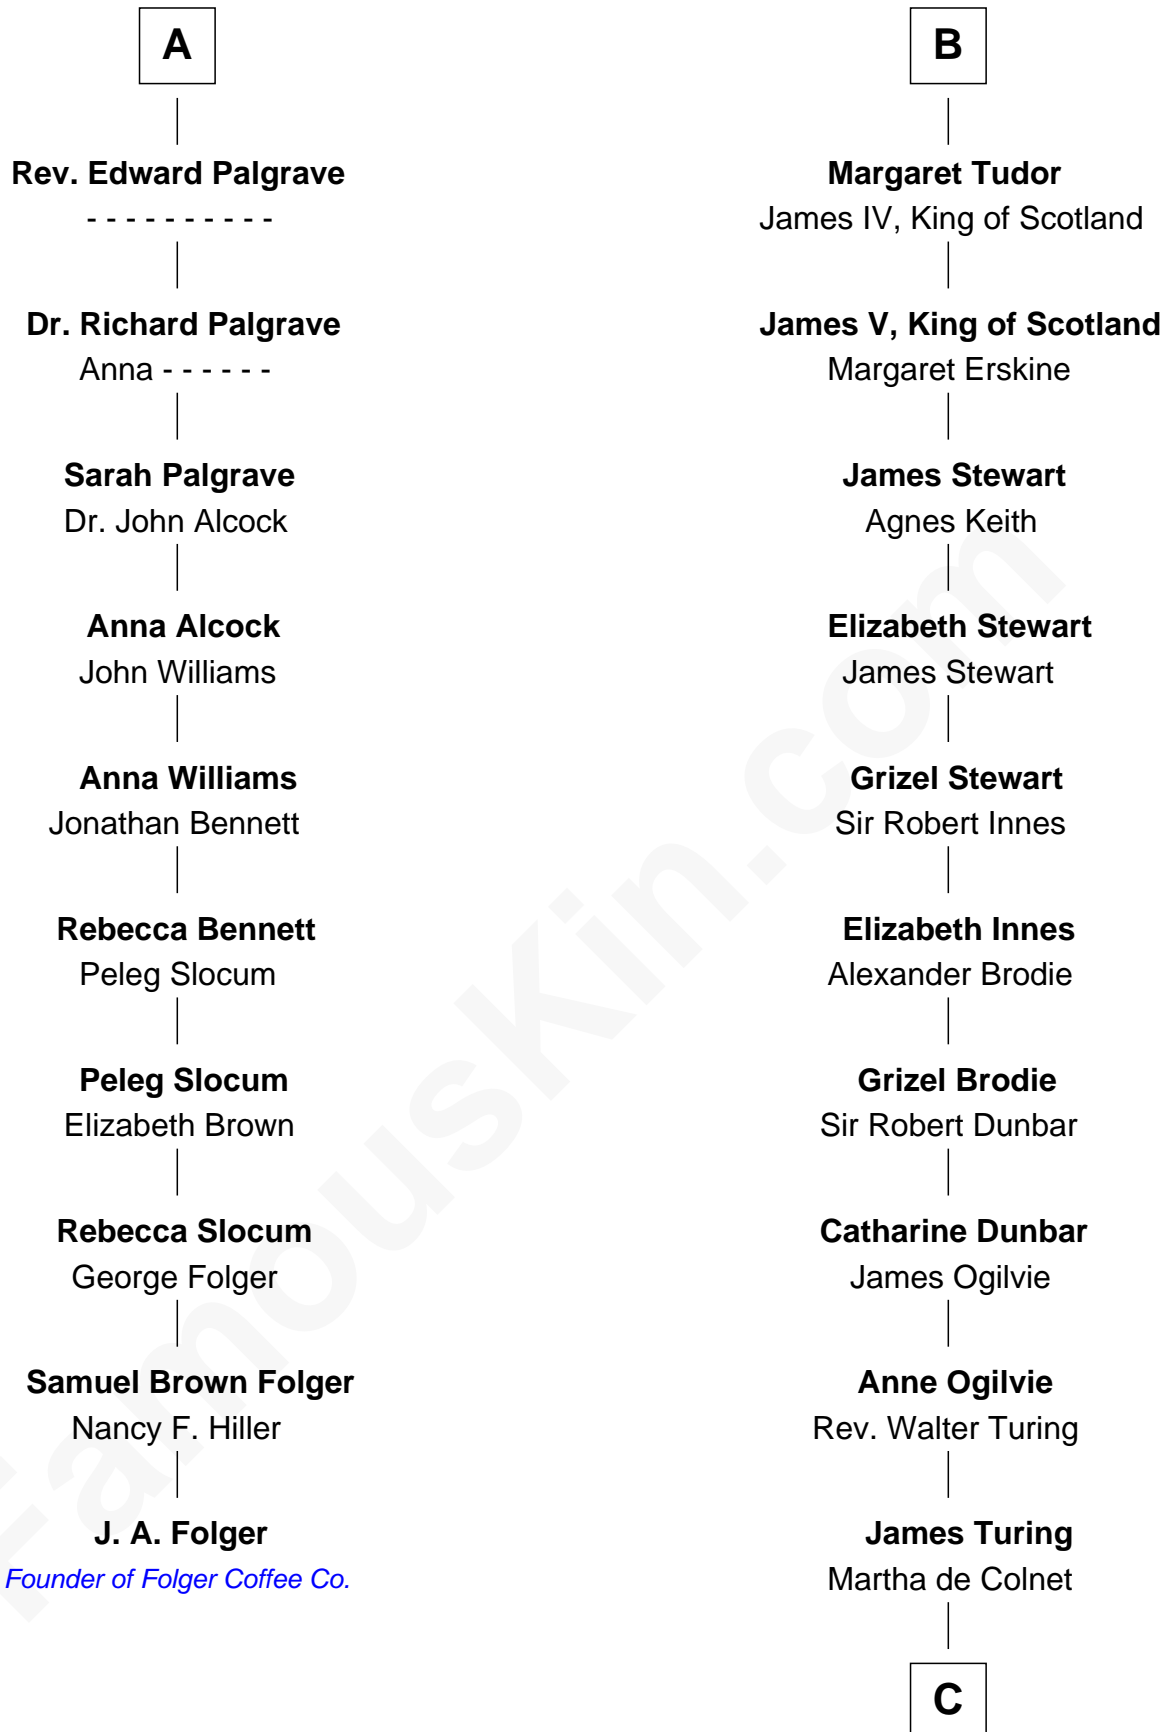 A
Rev. Edward Palgrave
- - - - - - - - - -
Dr. Richard Palgrave
Anna - - - - - -
Sarah Palgrave
Dr. John Alcock
Anna Alcock
John Williams
Anna Williams
Jonathan Bennett
Rebecca Bennett
Peleg Slocum
Peleg Slocum
Elizabeth Brown
Rebecca Slocum
George Folger
Samuel Brown Folger
Nancy F. Hiller
J. A. Folger
Founder of Folger Coffee Co.
B
Margaret Tudor
James IV, King of Scotland
James V, King of Scotland
Margaret Erskine
James Stewart
Agnes Keith
Elizabeth Stewart
James Stewart
Grizel Stewart
Sir Robert Innes
Elizabeth Innes
Alexander Brodie
Grizel Brodie
Sir Robert Dunbar
Catharine Dunbar
James Ogilvie
Anne Ogilvie
Rev. Walter Turing
James Turing
Martha de Colnet
C
FamousKin.com